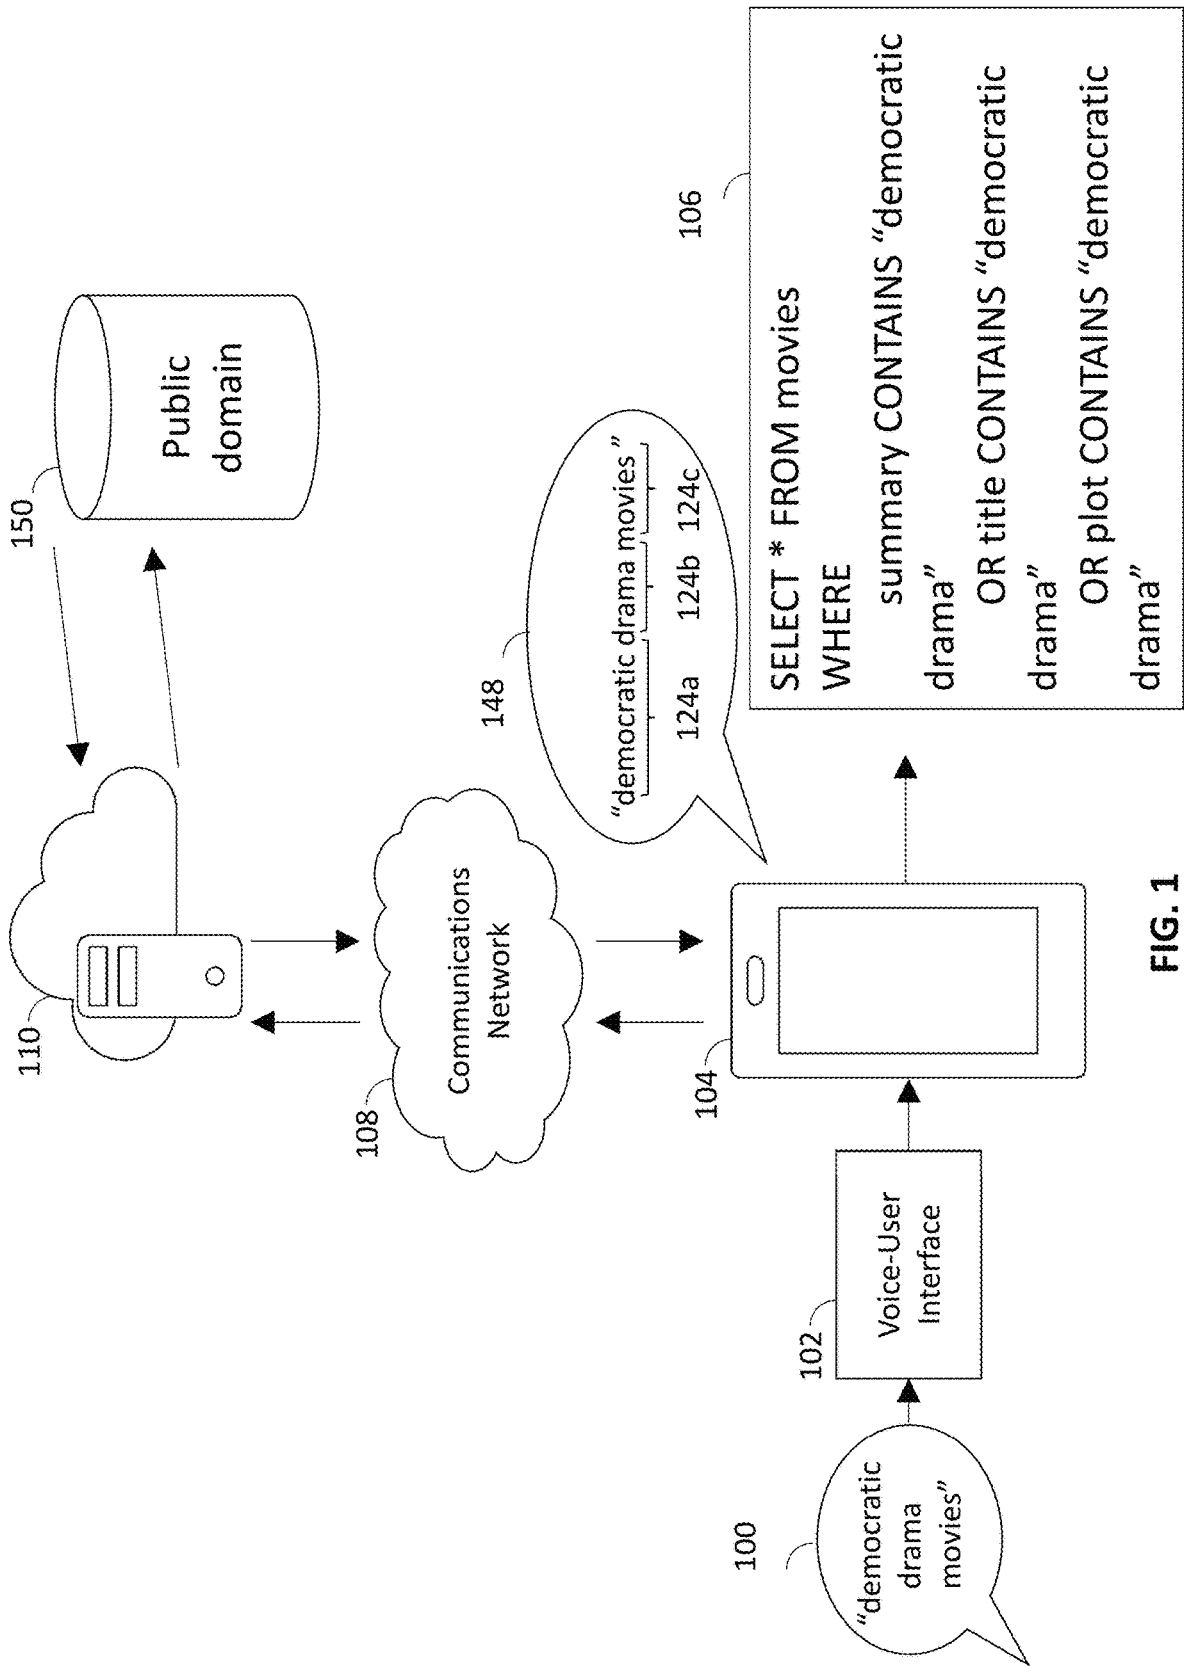 150
Public
domain
110
108
Communications
Network
148
“democratic drama movies ”
124a 124b 124c
106
SELECT * FROM movies
WHERE
summary CONTAINS “democratic
drama”
OR title CONTAINS “democratic
drama”
OR plot CONTAINS “democratic
drama”
100
“democratic
drama
movies”
102
Voice-User
Interface
104
FIG. 1